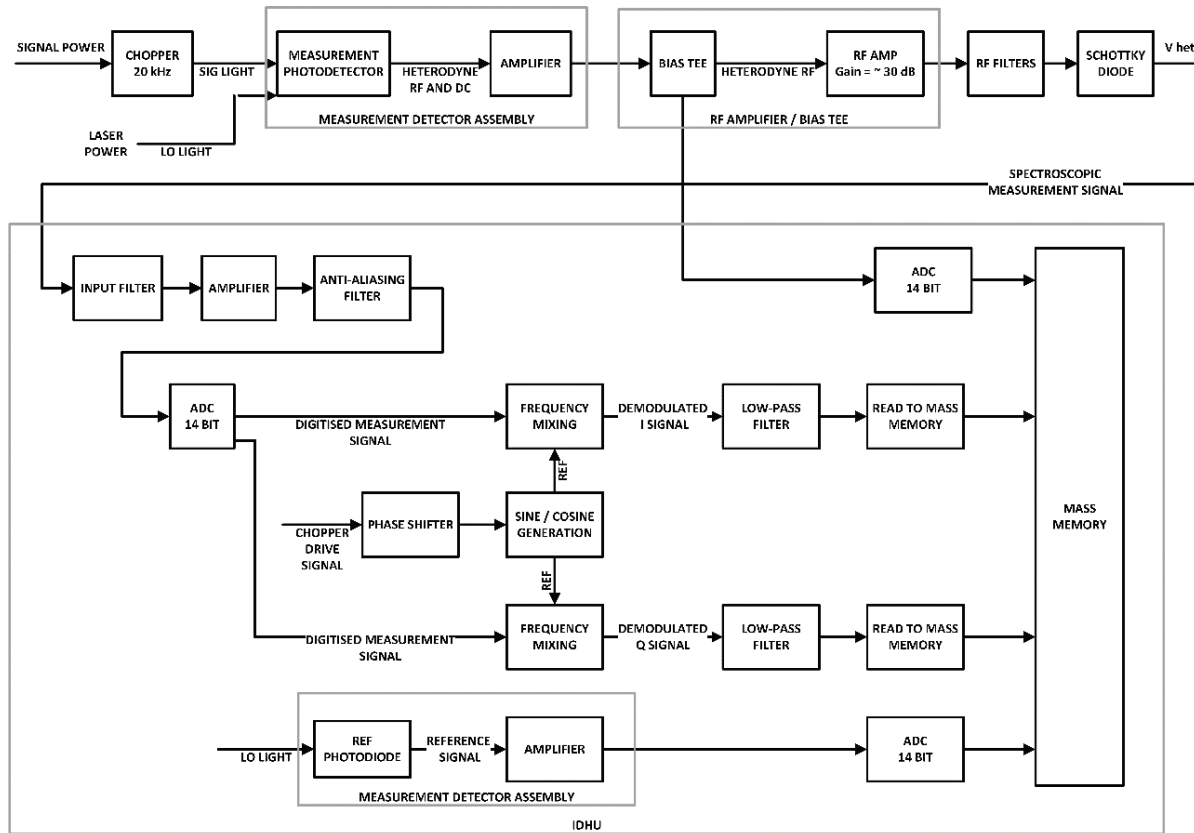 SIGNAL POWER
CHOPPER
20 kHz
SIG LIGHT
LASER
POWER
LO LIGHT
MEASUREMENT
PHOTODETECTOR
HETERODYNE
RF AND DC
AMPLIFIER
MEASUREMENT DETECTOR ASSEMBLY
BIAS TEE
HETERODYNE RF
RF AMP
Gain = ~ 30 dB
RF AMPLIFIER / BIAS TEE
RF FILTERS
SCHOTTKY
DIODE
V het
SPECTROSCOPIC
MEASUREMENT SIGNAL
INPUT FILTER
AMPLIFIER
ANTI-ALIASING
FILTER
ADC
14 BIT
ADC
14 BIT
DIGITISED MEASUREMENT
SIGNAL
FREQUENCY
MIXING
DEMODULATED
I SIGNAL
LOW-PASS
FILTER
READ TO MASS
MEMORY
REF
CHOPPER
DRIVE
SIGNAL
PHASE SHIFTER
SINE / COSINE
GENERATION
MASS
MEMORY
REF
DIGITISED MEASUREMENT
SIGNAL
FREQUENCY
MIXING
DEMODULATED
Q SIGNAL
LOW-PASS
FILTER
READ TO MASS
MEMORY
LO LIGHT
REF
PHOTODIODE
REFERENCE
SIGNAL
AMPLIFIER
ADC
14 BIT
MEASUREMENT DETECTOR ASSEMBLY
IDHU